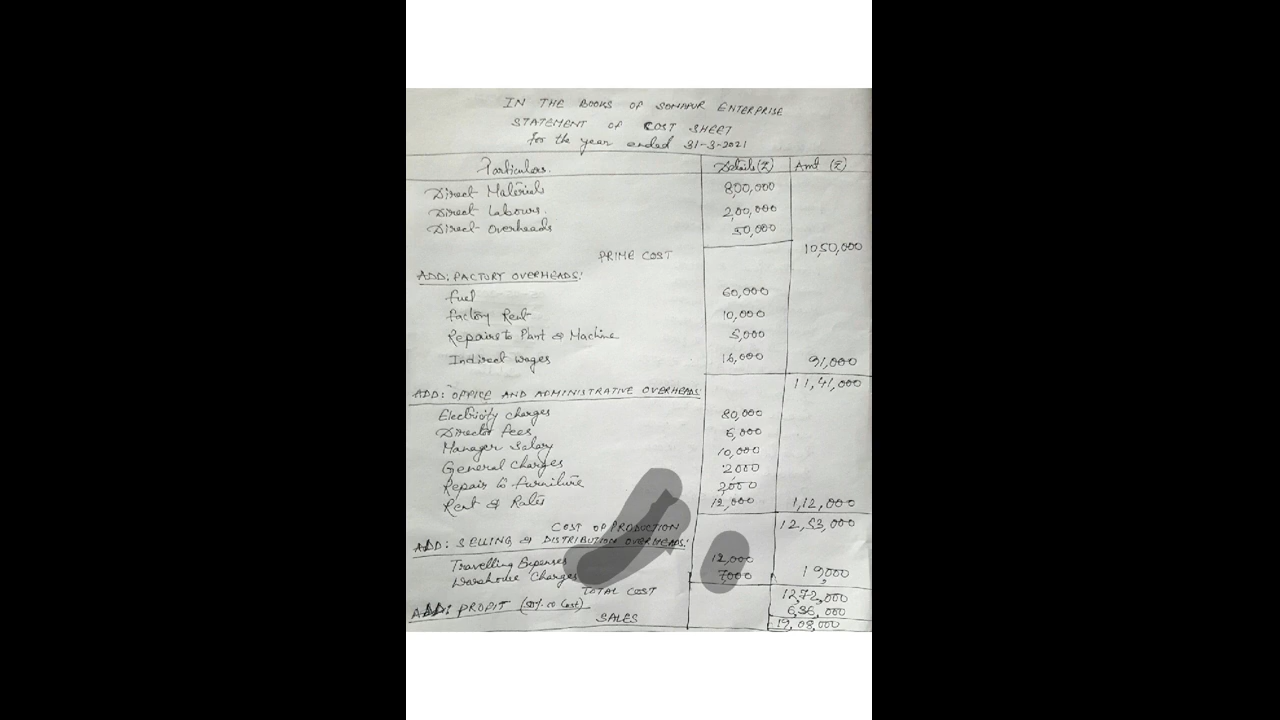 IN THE BOOKS OF SONAPUR ENTERPRISE
STATEMENT OF COST SHEET
for the year ended 31-3-2021
Particulars. Details(₹) Amt (₹)
Direct Materials 8,00,000
Direct Labours. 2,00,000
Direct Overheads 50,000
PRIME COST 10,50,000
ADD: FACTORY OVERHEADS:
Fuel 60,000
Factory Rent 10,000
Repairs to Plant & Machine 5,000
Indirect wages 16,000 91,000
11,41,000
ADD: OFFICE AND ADMINISTRATIVE OVERHEADS
Electricity charges 80,000
Director Fees 6,000
Manager Salary 10,000
General Charges 2000
Repair to furniture 2000
Rent & Rates 12,000 1,12,000
COST OF PRODUCTION 12,53,000
ADD: SELLING & DISTRIBUTION OVERHEADS:
Travelling Expenses 12,000
Warehouse Charges 7,000 19,000
TOTAL COST 12,72,000
ADD: PROFIT (50% on Cost) 6,36,000
SALES 19,08,000